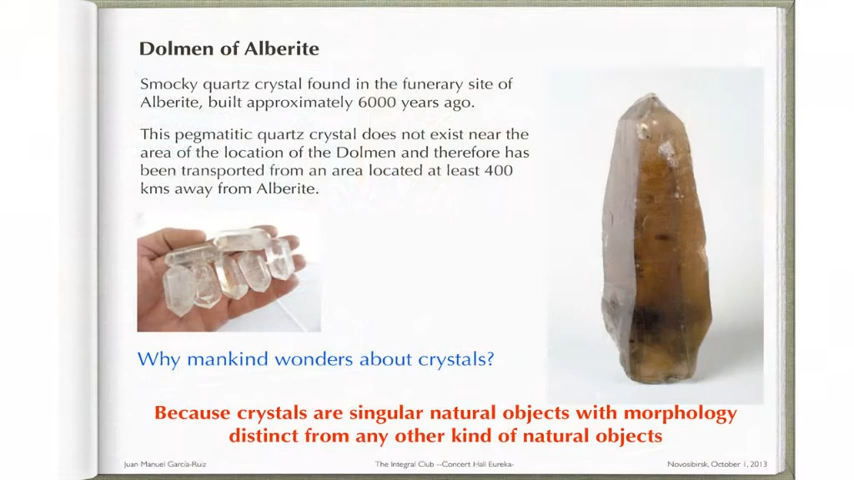 Dolmen of Alberite
Smocky quartz crystal found in the funerary site of
Alberite, built approximately 6000 years ago.
This pegmatitic quartz crystal does not exist near the
area of the location of the Dolmen and therefore has
been transported from an area located at least 400
kms away from Alberite.
Why mankind wonders about crystals?
Because crystals are singular natural objects with morphology
distinct from any other kind of natural objects
Juan Manuel García-Ruiz
The Integral Club --Concert Hall Eureka-
Novosibirsk, October 1, 2013